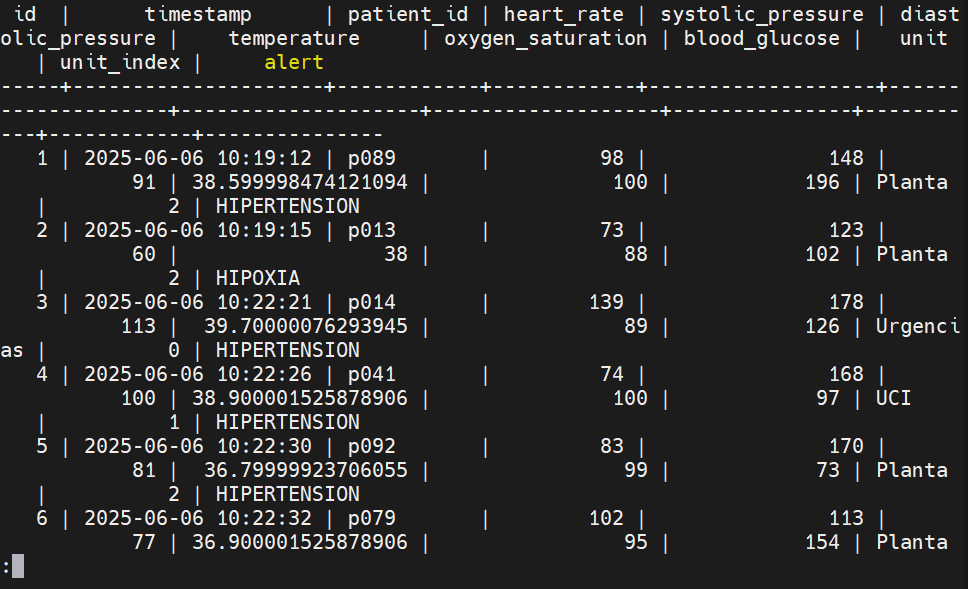 id  |      timestamp      | patient_id | heart_rate | systolic_pressure | diast
olic_pressure |    temperature     | oxygen_saturation | blood_glucose |   unit
   | unit_index |     alert
-----+---------------------+------------+------------+-------------------+------
--------------+--------------------+-------------------+---------------+--------
---+------------+---------------
   1 | 2025-06-06 10:19:12 | p089       |         98 |               148 |
           91 | 38.599998474121094 |               100 |           196 | Planta
   |          2 | HIPERTENSION
   2 | 2025-06-06 10:19:15 | p013       |         73 |               123 |
           60 |                 38 |                88 |           102 | Planta
   |          2 | HIPOXIA
   3 | 2025-06-06 10:22:21 | p014       |        139 |               178 |
          113 |  39.70000076293945 |                89 |           126 | Urgenci
as |          0 | HIPERTENSION
   4 | 2025-06-06 10:22:26 | p041       |         74 |               168 |
          100 | 38.900001525878906 |               100 |            97 | UCI
   |          1 | HIPERTENSION
   5 | 2025-06-06 10:22:30 | p092       |         83 |               170 |
           81 |  36.79999923706055 |                99 |            73 | Planta
   |          2 | HIPERTENSION
   6 | 2025-06-06 10:22:32 | p079       |        102 |               113 |
           77 | 36.900001525878906 |                95 |           154 | Planta
: